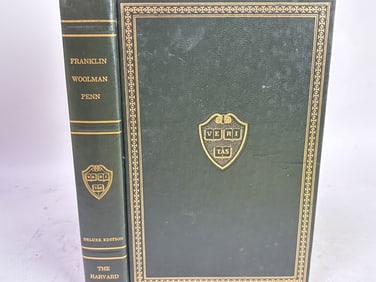 FRANKLIN
WOOLMAN
PENN
DELUXE EDITION
THE
HARVARD
VE RI
TAS